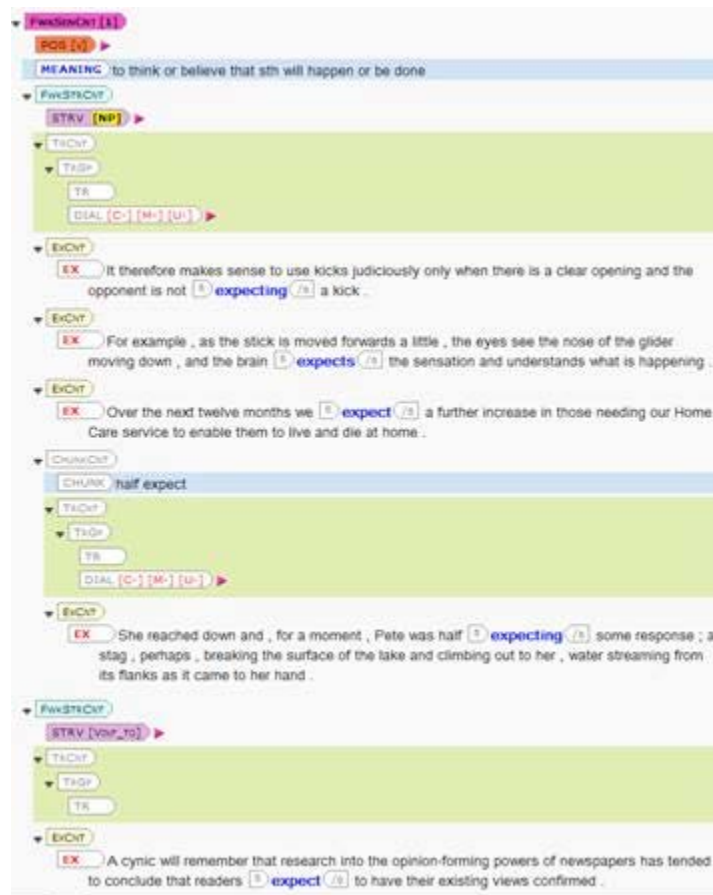 FwkSenCnt [1]
POS [v]
MEANING to think or believe that sth will happen or be done
FwkStrCnt
STRV [NP]
TrCnt
TrGp
TR
DIAL [C-] [M-] [U-]
ExCnt
EX It therefore makes sense to use kicks judiciously only when there is a clear opening and the
opponent is not s expecting /s a kick .
ExCnt
EX For example , as the stick is moved forwards a little , the eyes see the nose of the glider
moving down , and the brain s expects /s the sensation and understands what is happening .
ExCnt
EX Over the next twelve months we s expect /s a further increase in those needing our Home
Care service to enable them to live and die at home .
ChunkCnt
CHUNK half expect
TrCnt
TrGp
TR
DIAL [C-] [M-] [U-]
ExCnt
EX She reached down and , for a moment , Pete was half s expecting /s some response ; a
stag , perhaps , breaking the surface of the lake and climbing out to her , water streaming from
its flanks as it came to her hand .
FwkStrCnt
STRV [Vinf_to]
TrCnt
TrGp
TR
ExCnt
EX A cynic will remember that research into the opinion-forming powers of newspapers has tended
to conclude that readers s expect /s to have their existing views confirmed .